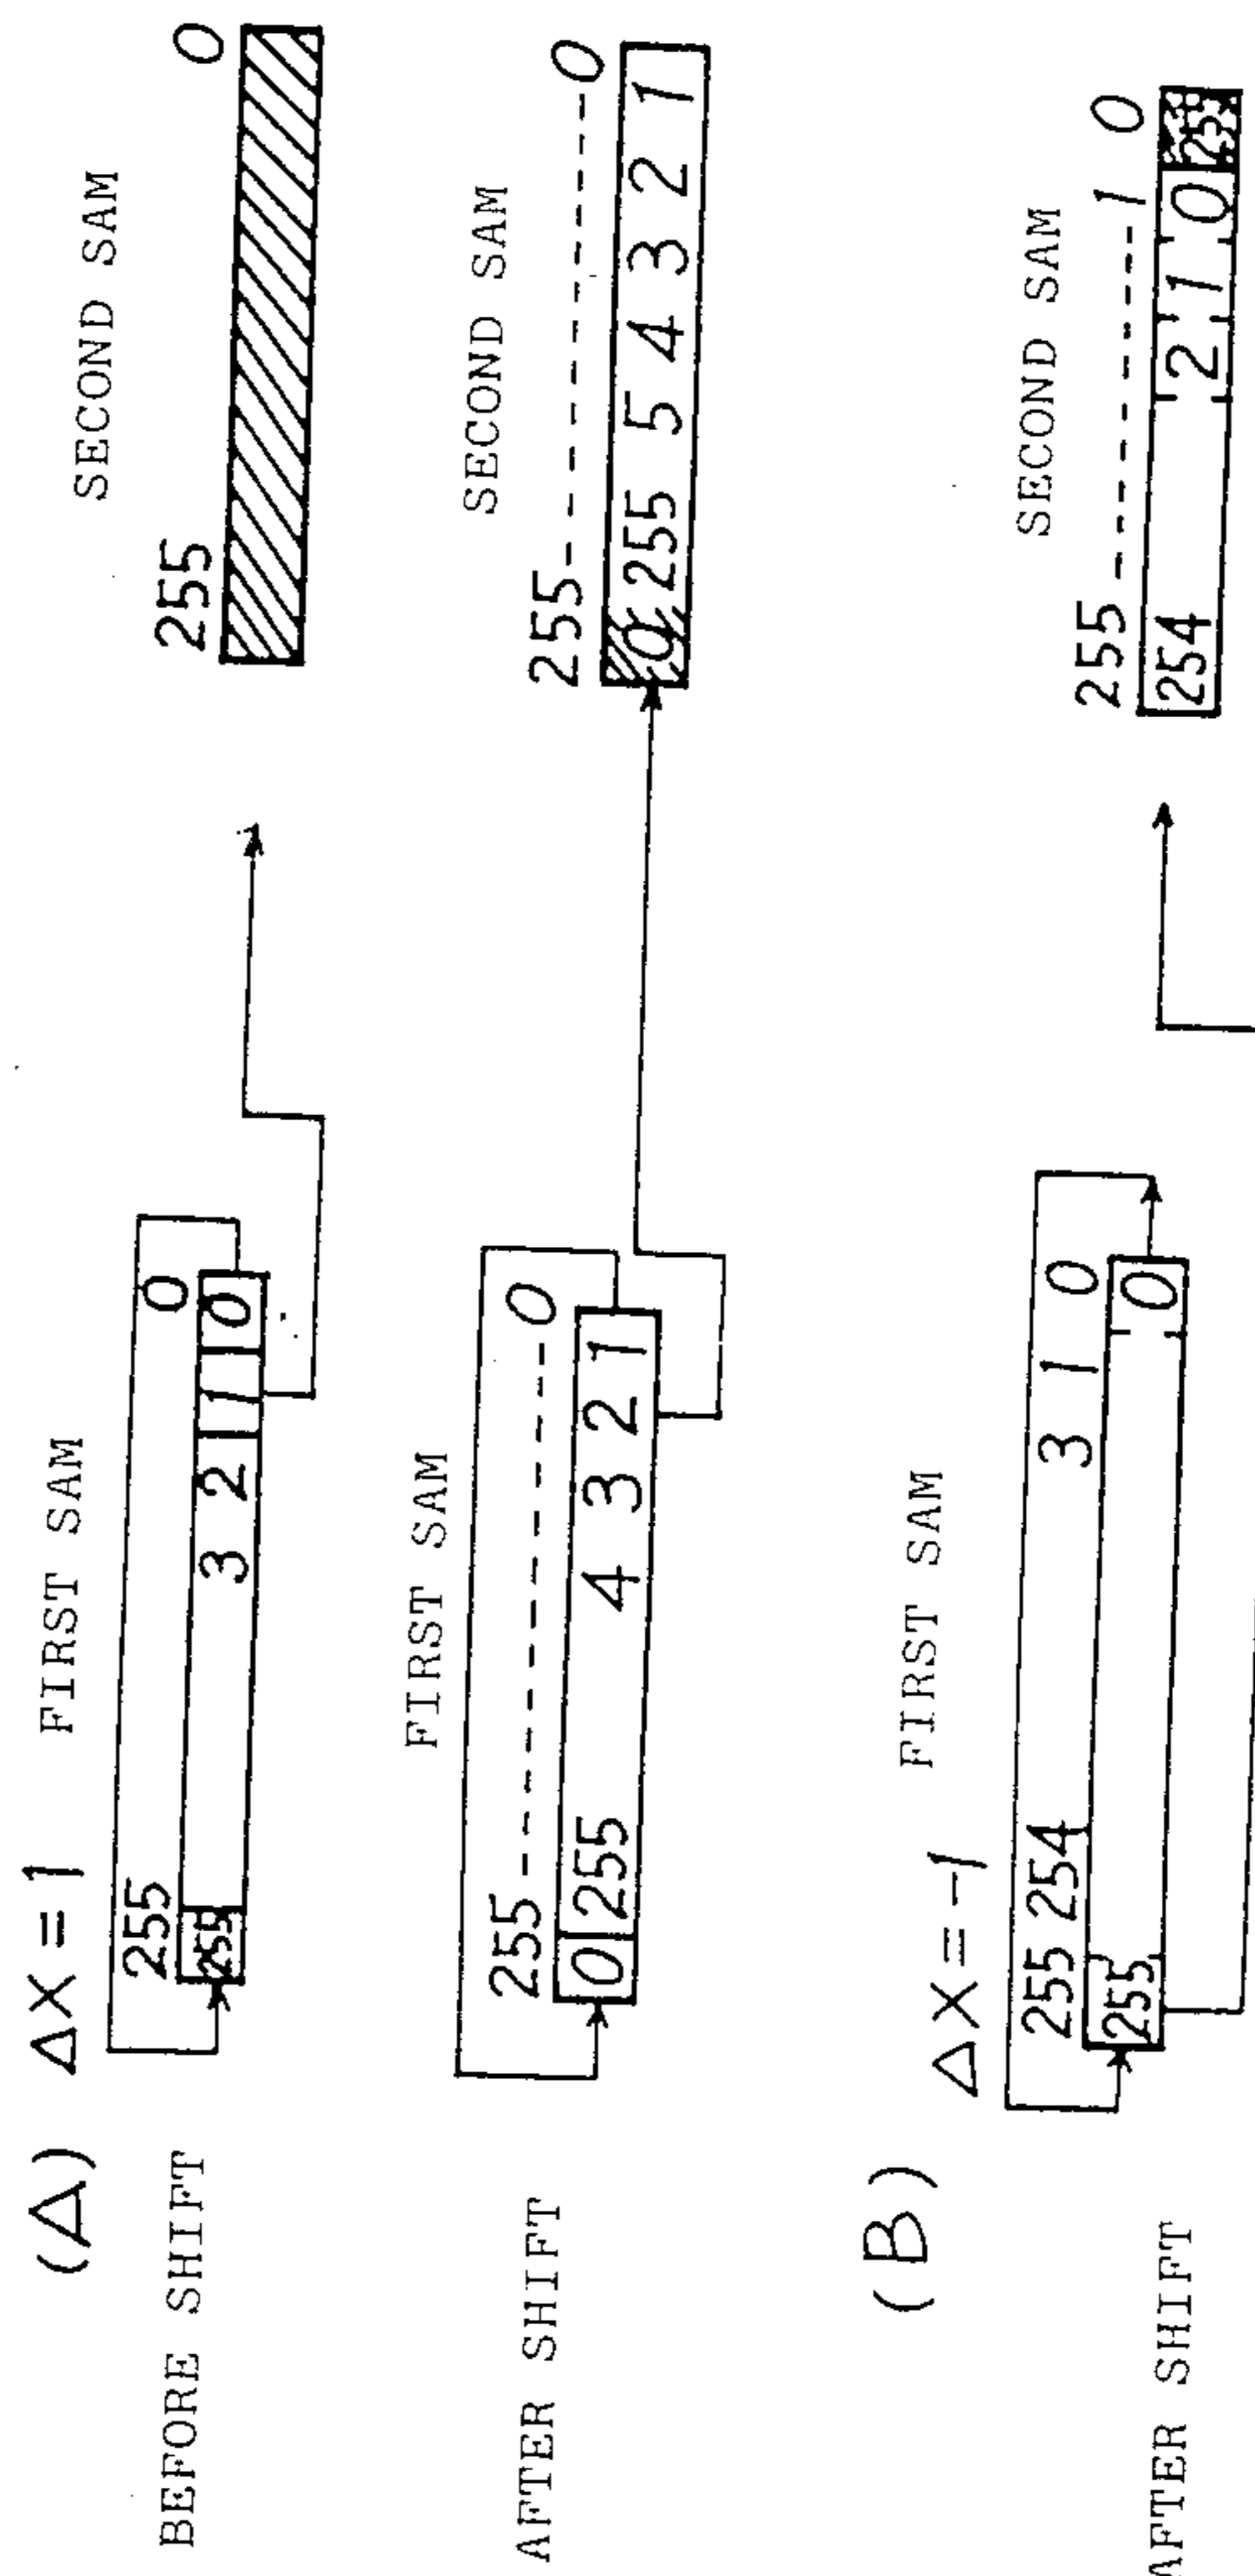 (A) ΔX = 1
FIRST SAM
SECOND SAM
255 0
255 0
BEFORE SHIFT
255 3 2 1 0
FIRST SAM
SECOND SAM
255 0
255 0
AFTER SHIFT
0 255 4 3 2 1
0 255 5 4 3 2 1
(B) ΔX = -1
FIRST SAM
SECOND SAM
255 254 3 1 0
255 1 0
AFTER SHIFT
255 0
254 2 1 0 255